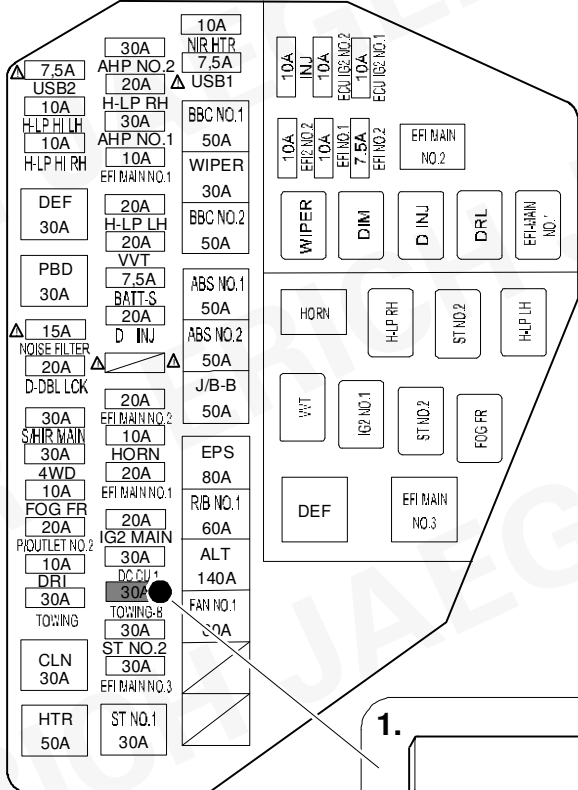 7,5A
USB2
10A
H-LP HI LH
10A
H-LP HI RH
DEF
30A
PBD
30A
15A
NOISE FILTER
20A
D-DBL LCK
30A
S/HIR MAIN
30A
4WD
10A
FOG FR
20A
P/OUTLET NO.2
10A
DRI
30A
TOWING
CLN
30A
HTR
50A
30A
AHP NO.2
20A
H-LP RH
30A
AHP NO.1
10A
EFI MAIN NO.1
20A
H-LP LH
20A
VVT
7,5A
BATT-S
20A
D INJ
20A
EFI MAIN NO.2
10A
HORN
20A
EFI MAIN NO.1
20A
IG2 MAIN
30A
DC CU 1
30A
TOWING-B
30A
ST NO.2
30A
EFI MAIN NO.3
ST NO.1
30A
10A
NIR HTR
7,5A
USB1
BBC NO.1
50A
WIPER
30A
BBC NO.2
50A
ABS NO.1
50A
ABS NO.2
50A
J/B-B
50A
EPS
80A
R/B NO.1
60A
ALT
140A
FAN NO.1
10A
INJ
10A
ECU IG2 NO.2
10A
ECU IG2 NO.1
10A
EFI2 NO.2
10A
EFI NO.1
7.5A
EFI NO.2
EFI MAIN
NO.2
WIPER
DIM
D INJ
DRL
EFI-MAIN
HORN
H-LP RH
ST NO.2
H-LP LH
VVT
IG2 NO.1
ST NO.2
FOG FR
DEF
EFI MAIN
NO.3
1.